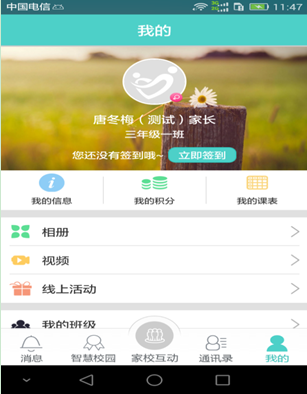 中国电信 3G 2G 11:47
我的
唐冬梅（测试）家长
三年级一班
您还没有签到哦~ 立即签到
我的信息 我的积分 我的课表
相册
视频
线上活动
我的班级
消息 智慧校园 家校互动 通讯录 我的